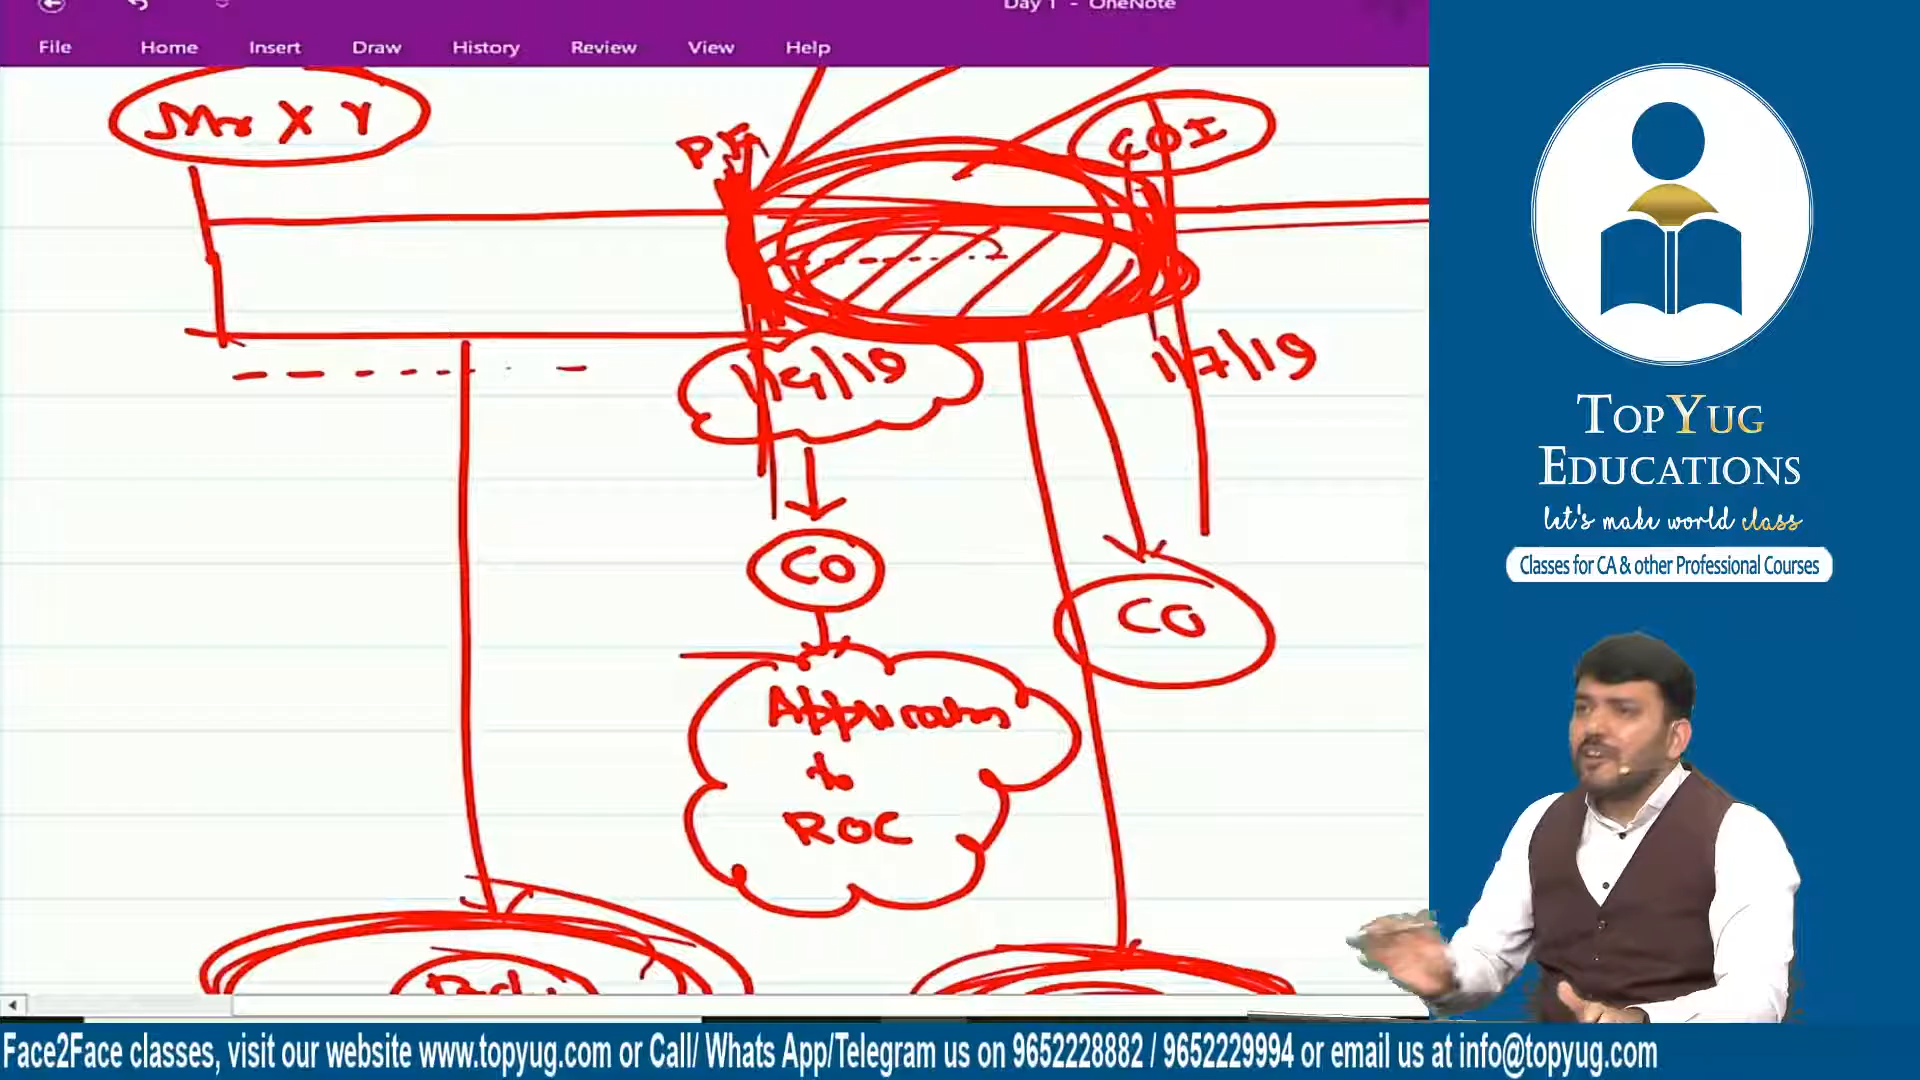 Day 1 - OneNote
File Home Insert Draw History Review View Help
Mr X Y
COI
1/4/19
1/7/19
CO
CO
Application
to
ROC
TOPYUG
EDUCATIONS
let's make world class
Classes for CA & other Professional Courses
Face2Face classes, visit our website www.topyug.com or Call/ Whats App/Telegram us on 9652228882 / 9652229994 or email us at info@topyug.com